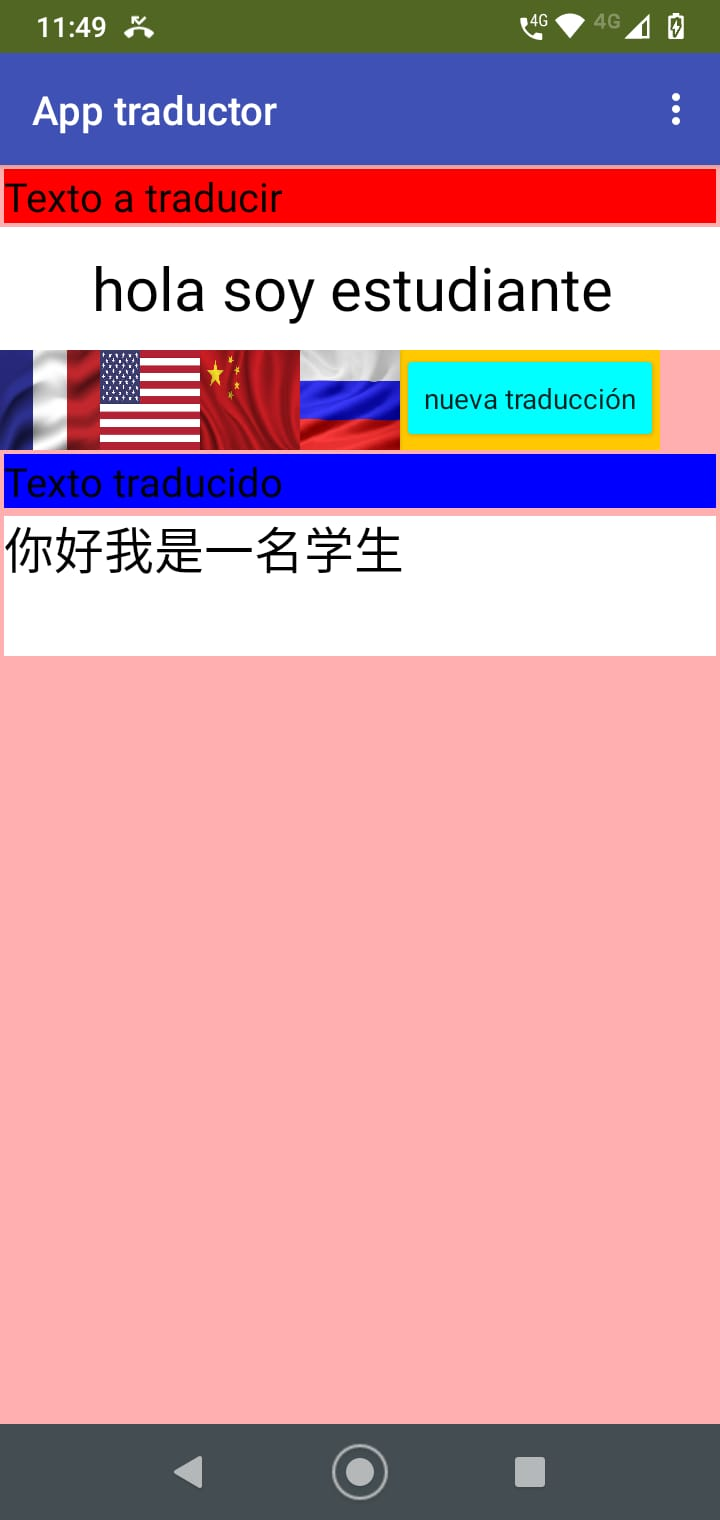 11:49
4G
4G
App traductor
Texto a traducir
hola soy estudiante
nueva traducción
Texto traducido
你好我是一名学生